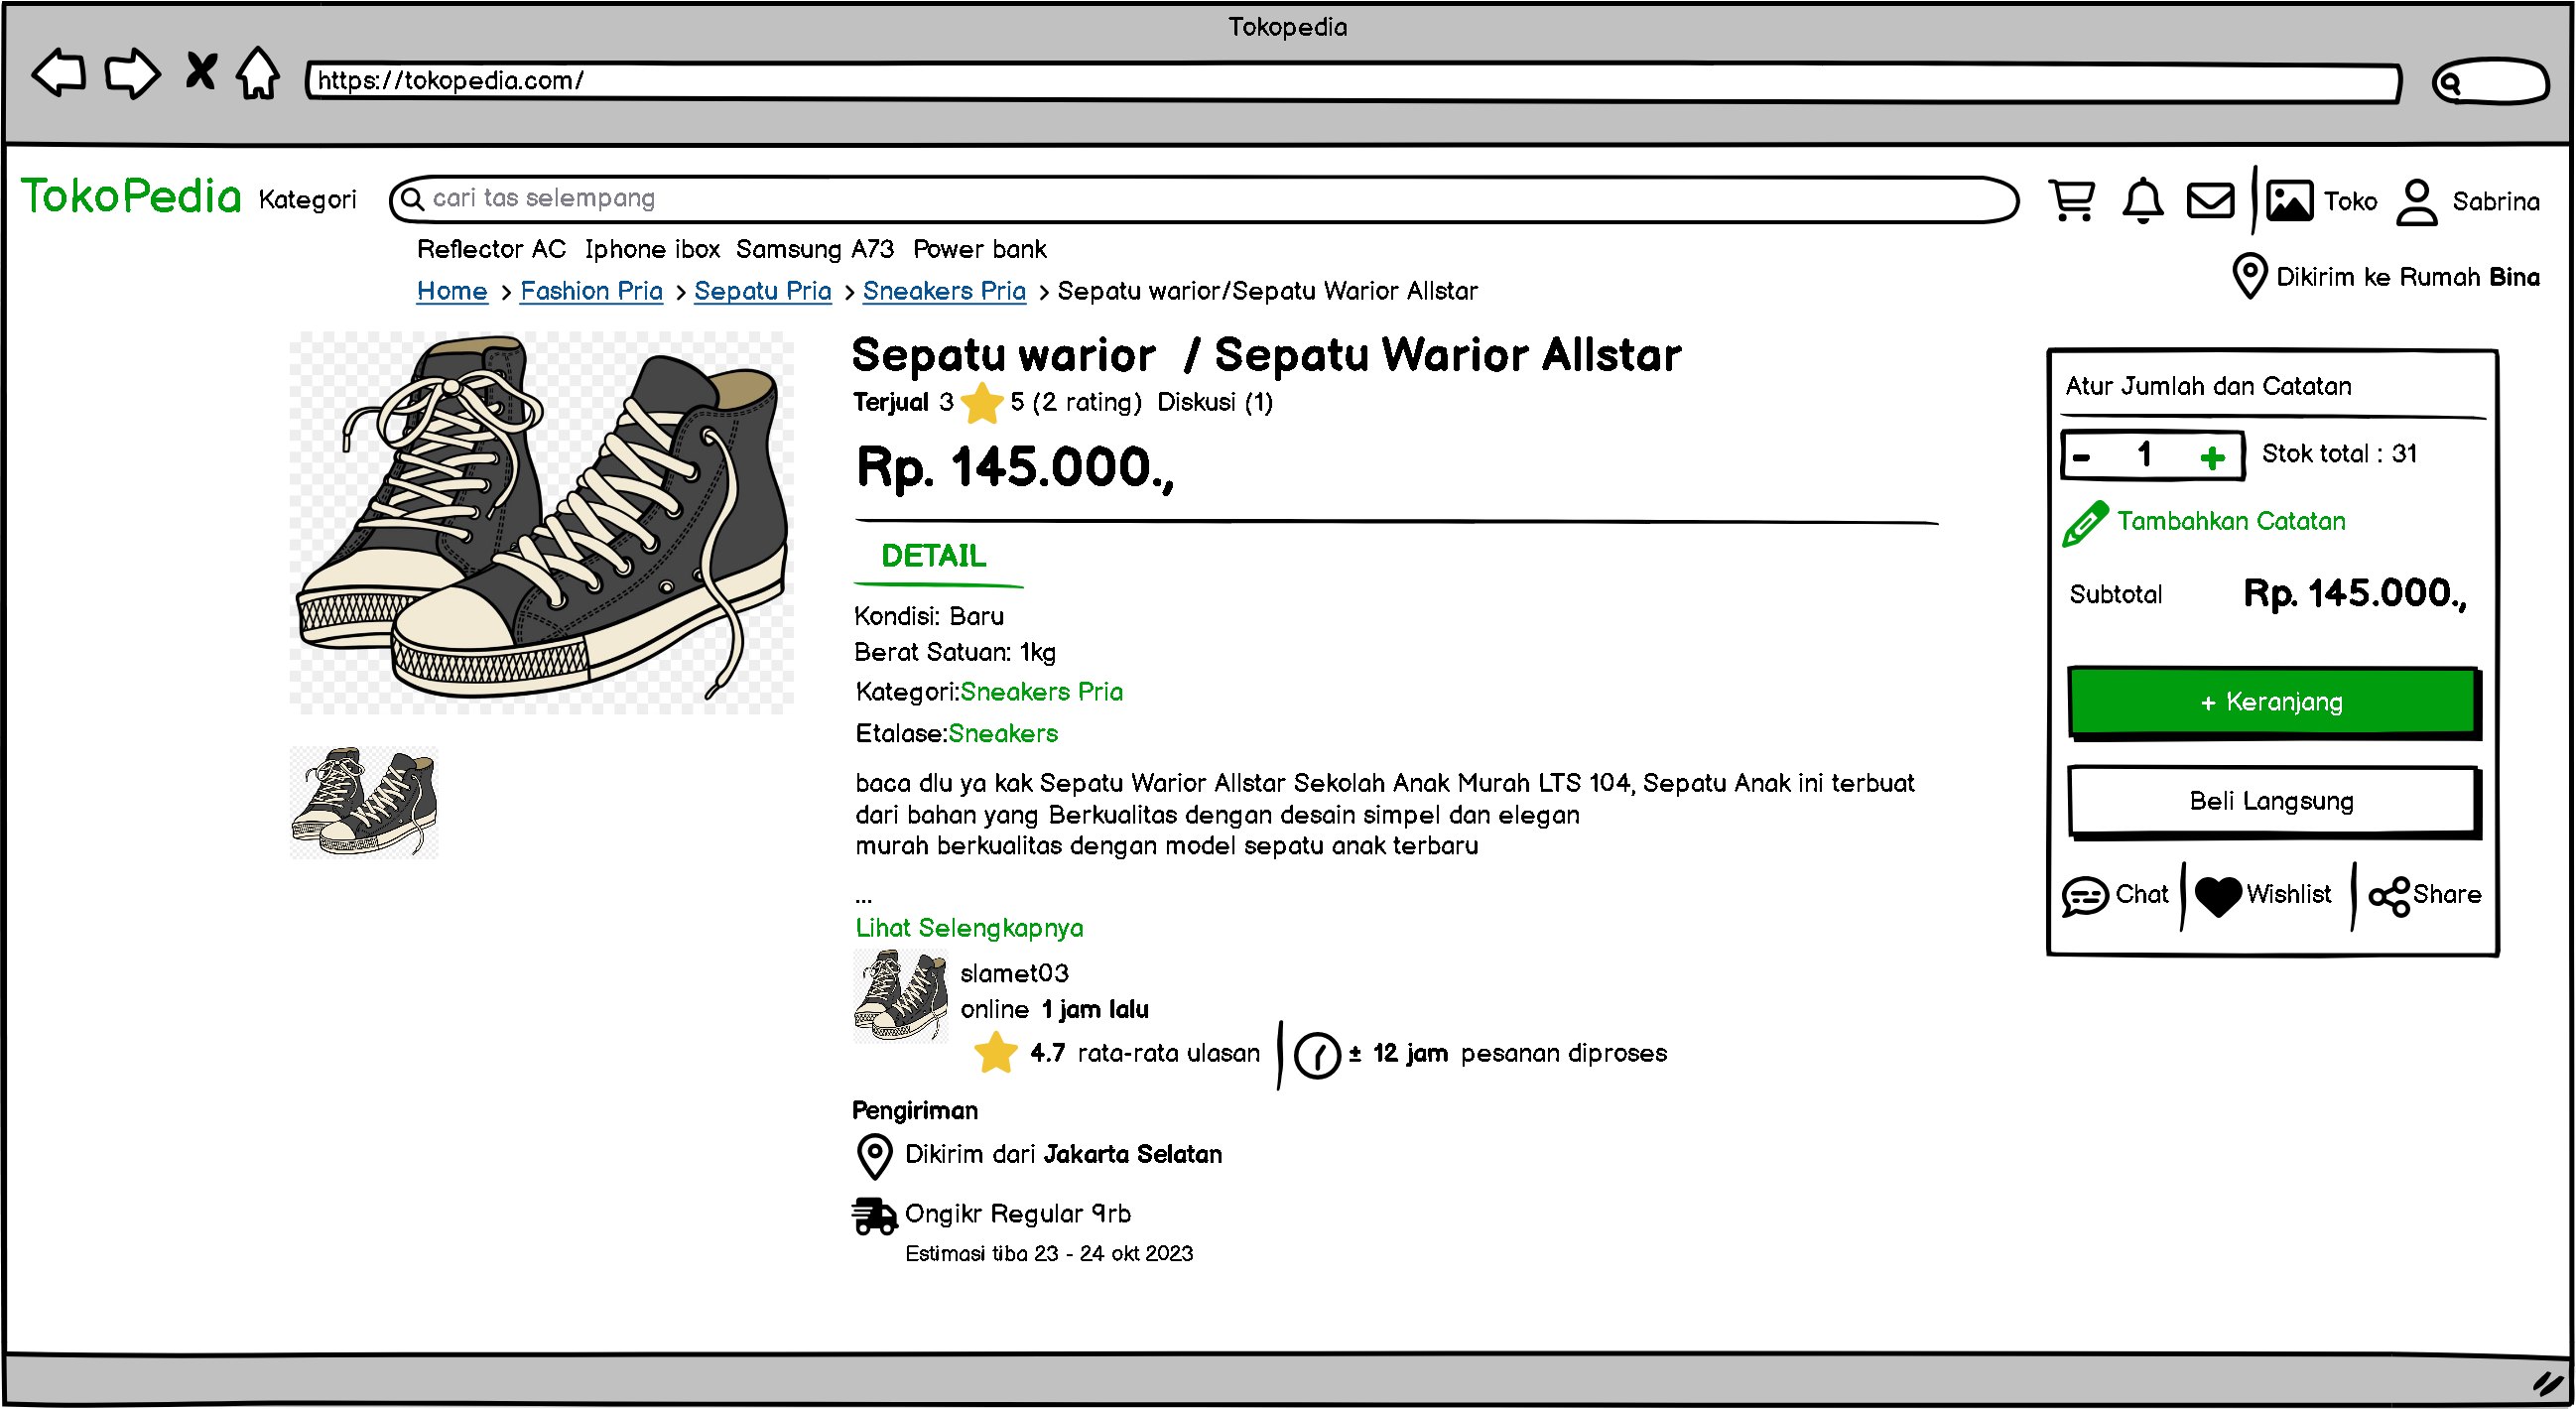 Tokopedia
https://tokopedia.com/
TokoPedia Kategori cari tas selempang Toko Sabrina
Reflector AC Iphone ibox Samsung A73 Power bank
Dikirim ke Rumah Bina
Home > Fashion Pria > Sepatu Pria > Sneakers Pria > Sepatu warior/Sepatu Warior Allstar
Sepatu warior / Sepatu Warior Allstar
Terjual 3 5 (2 rating) Diskusi (1)
Rp. 145.000.,
DETAIL
Kondisi: Baru
Berat Satuan: 1kg
Kategori:Sneakers Pria
Etalase:Sneakers
baca dlu ya kak Sepatu Warior Allstar Sekolah Anak Murah LTS 104, Sepatu Anak ini terbuat
dari bahan yang Berkualitas dengan desain simpel dan elegan
murah berkualitas dengan model sepatu anak terbaru
...
Lihat Selengkapnya
slamet03
online 1 jam lalu
4.7 rata-rata ulasan ± 12 jam pesanan diproses
Pengiriman
Dikirim dari Jakarta Selatan
Ongikr Regular 9rb
Estimasi tiba 23 - 24 okt 2023
Atur Jumlah dan Catatan
- 1 + Stok total : 31
Tambahkan Catatan
Subtotal Rp. 145.000.,
+ Keranjang
Beli Langsung
Chat Wishlist Share